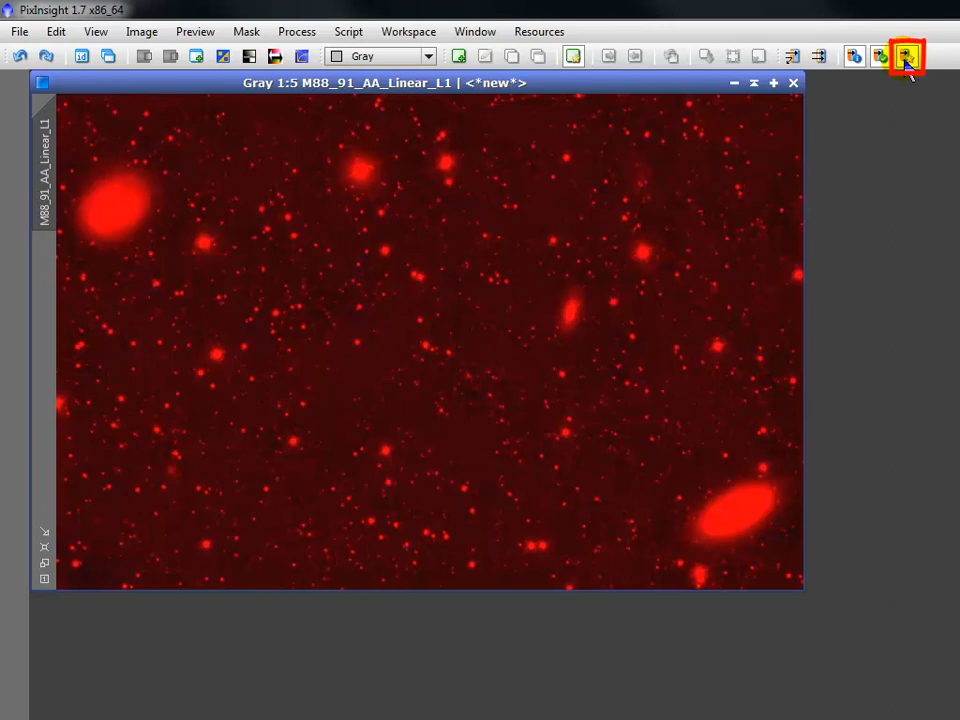 PixInsight 1.7 x86_64
File Edit View Image Preview Mask Process Script Workspace Window Resources
id Gray
Gray 1:5 M88_91_AA_Linear_L1 | <*new*>
M88_91_AA_Linear_L1